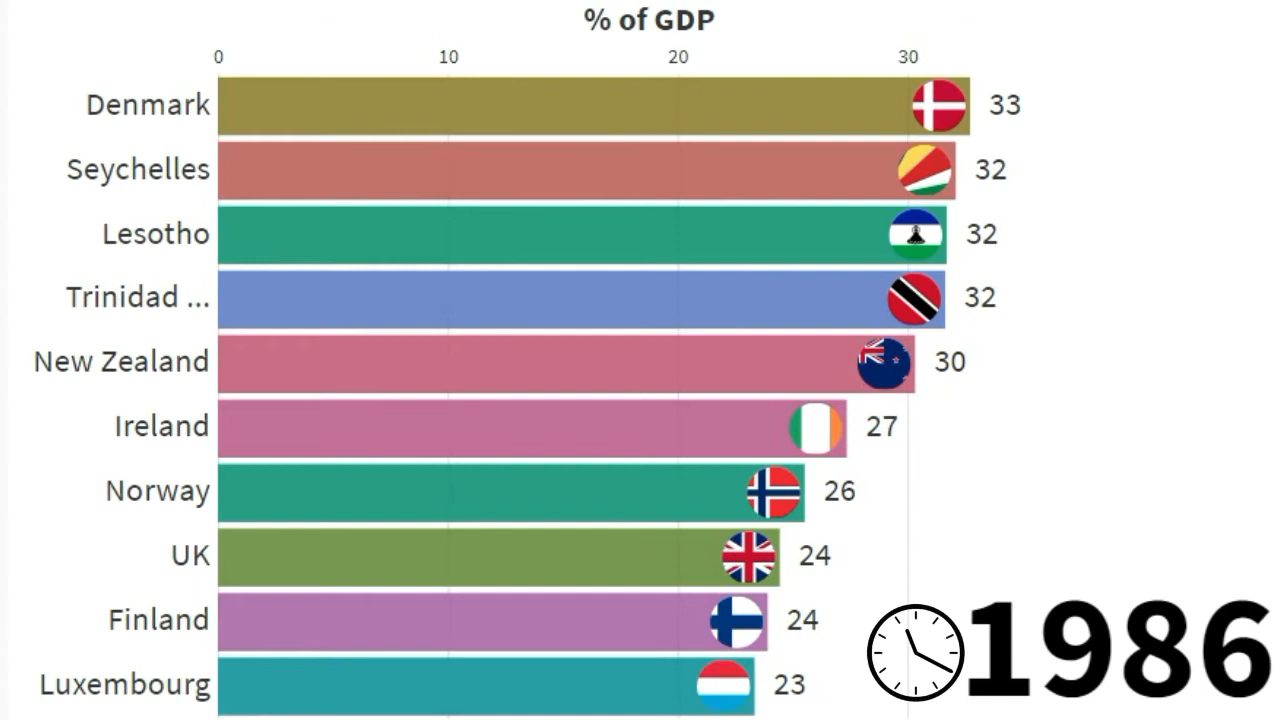 % of GDP
0 10 20 30
Denmark 33
Seychelles 32
Lesotho 32
Trinidad ... 32
New Zealand 30
Ireland 27
Norway 26
UK 24
Finland 24
Luxembourg 23
1986